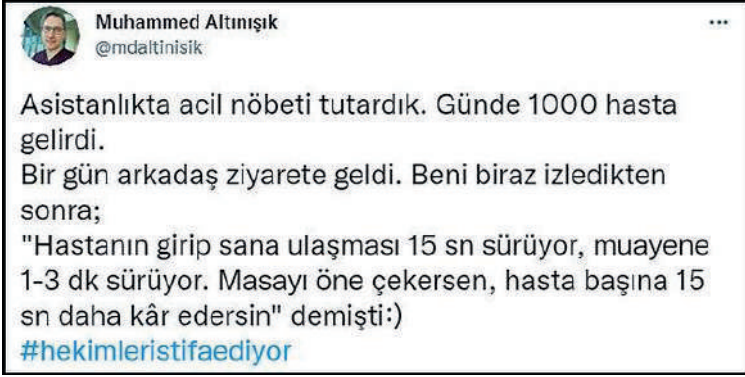 Muhammed Altınışık
@mdaltinisik
Asistanlıkta acil nöbeti tutardık. Günde 1000 hasta
gelirdi.
Bir gün arkadaş ziyarete geldi. Beni biraz izledikten
sonra;
"Hastanın girip sana ulaşması 15 sn sürüyor, muayene
1-3 dk sürüyor. Masayı öne çekersen, hasta başına 15
sn daha kâr edersin" demişti:)
#hekimleristifaediyor